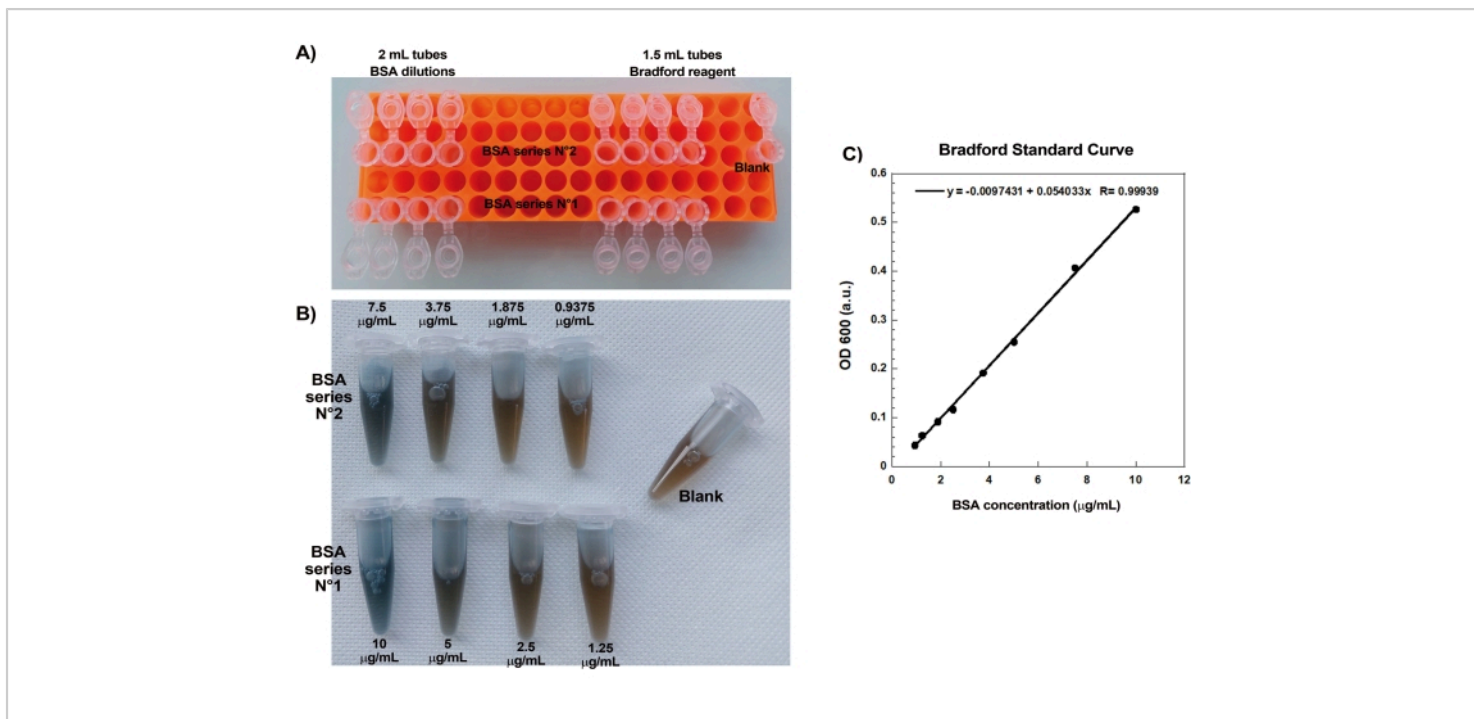 A)
2 mL tubes
BSA dilutions
1.5 mL tubes
Bradford reagent
BSA series N°2
Blank
BSA series N°1
B)
7.5
μg/mL
3.75
μg/mL
1.875
μg/mL
0.9375
μg/mL
BSA
series
N°2
Blank
BSA
series
N°1
10
μg/mL
5
μg/mL
2.5
μg/mL
1.25
μg/mL
C)
Bradford Standard Curve
y = -0.0097431 + 0.054033x R= 0.99939
OD 600 (a.u.)
0.6
0.5
0.4
0.3
0.2
0.1
0
0 2 4 6 8 10 12
BSA concentration (μg/mL)